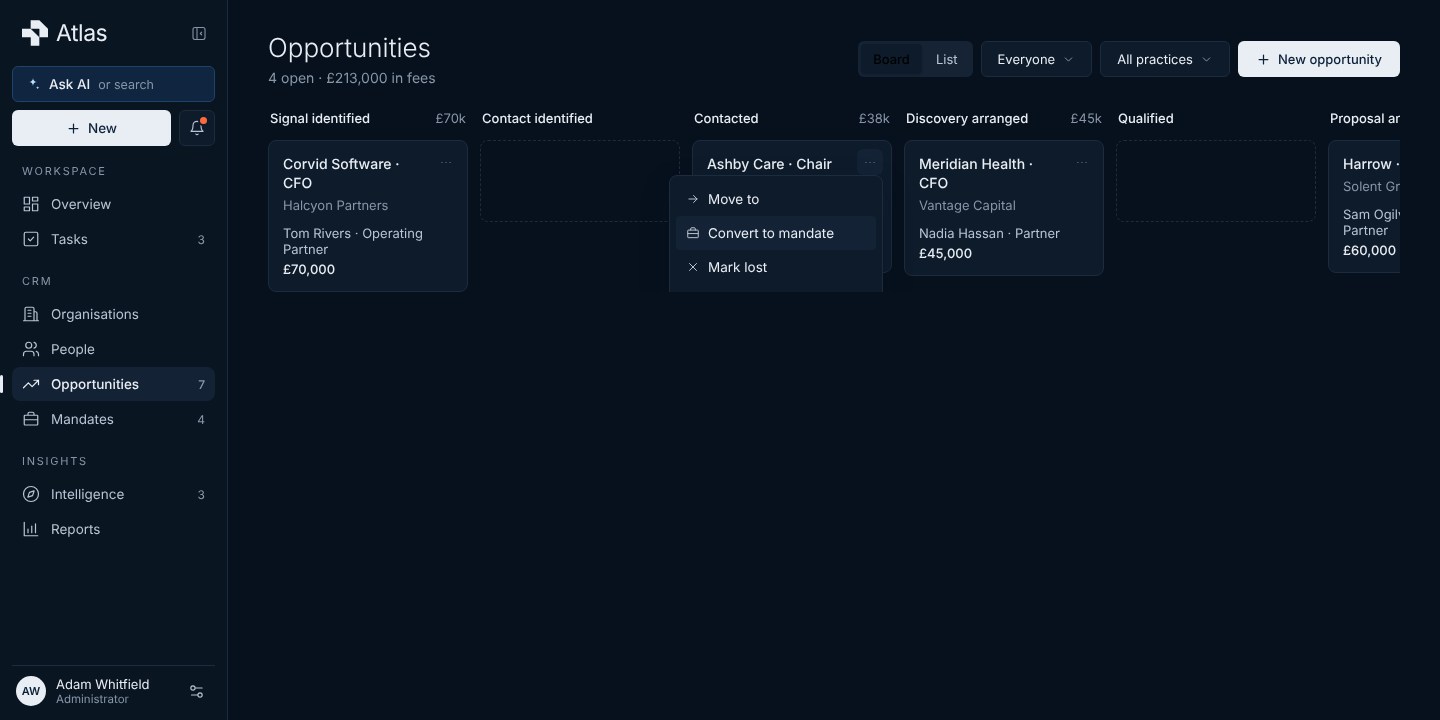 Atlas
Ask AI or search
New
WORKSPACE
Overview
Tasks 3
CRM
Organisations
People
Opportunities 7
Mandates 4
INSIGHTS
Intelligence 3
Reports
AW
Adam Whitfield
Administrator
Opportunities
4 open · £213,000 in fees
Board List
Everyone
All practices
New opportunity
Signal identified £70k
Corvid Software ·
CFO
Halcyon Partners
Tom Rivers · Operating
Partner
£70,000
Contact identified
Contacted £38k
Ashby Care · Chair
Move to
Convert to mandate
Mark lost
Discovery arranged £45k
Meridian Health ·
CFO
Vantage Capital
Nadia Hassan · Partner
£45,000
Qualified
Proposal
Harrow ·
Solent
Sam
Partner
£60,000